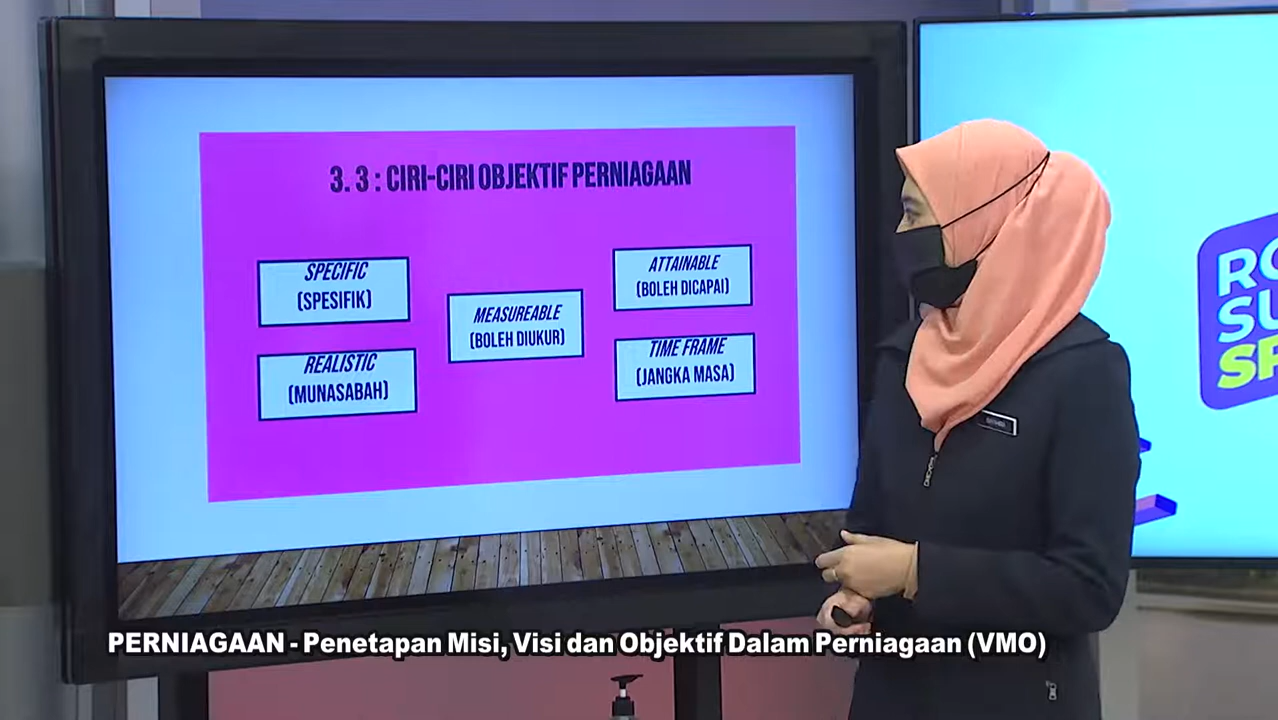 3. 3 : CIRI-CIRI OBJEKTIF PERNIAGAAN
SPECIFIC
(SPESIFIK)
MEASUREABLE
(BOLEH DIUKUR)
ATTAINABLE
(BOLEH DICAPAI)
REALISTIC
(MUNASABAH)
TIME FRAME
(JANGKA MASA)
PERNIAGAAN - Penetapan Misi, Visi dan Objektif Dalam Perniagaan (VMO)